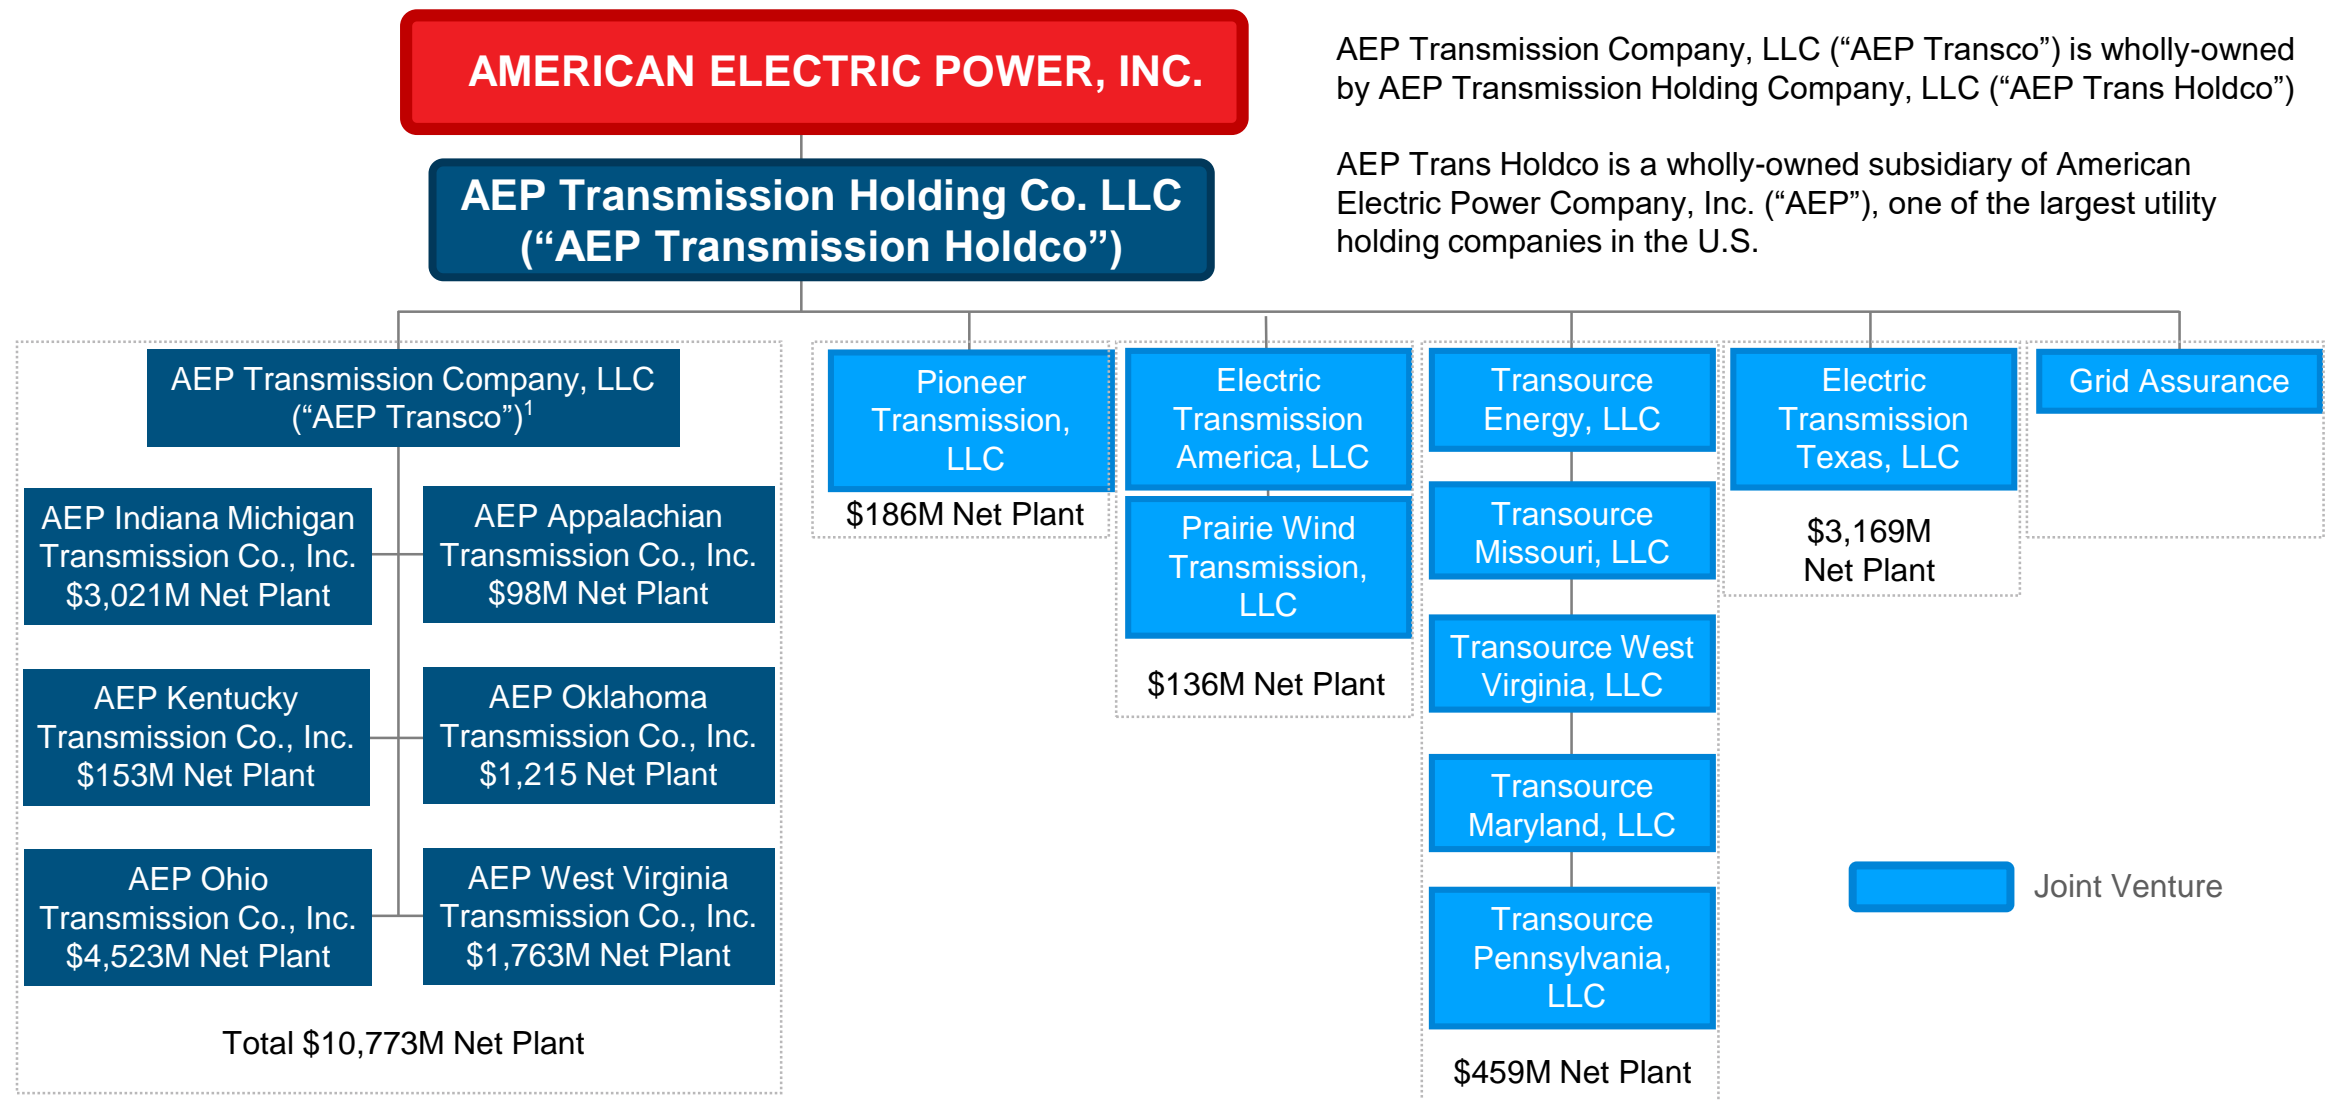 AMERICAN ELECTRIC POWER, INC.
AEP Transmission Holding Co. LLC
(“AEP Transmission Holdco”)
AEP Transmission Company, LLC (“AEP Transco”) is wholly-owned
by AEP Transmission Holding Company, LLC (“AEP Trans Holdco”)
AEP Trans Holdco is a wholly-owned subsidiary of American
Electric Power Company, Inc. (“AEP”), one of the largest utility
holding companies in the U.S.
AEP Transmission Company, LLC
(“AEP Transco”)1
AEP Indiana Michigan
Transmission Co., Inc.
$3,021M Net Plant
AEP Appalachian
Transmission Co., Inc.
$98M Net Plant
AEP Kentucky
Transmission Co., Inc.
$153M Net Plant
AEP Oklahoma
Transmission Co., Inc.
$1,215 Net Plant
AEP Ohio
Transmission Co., Inc.
$4,523M Net Plant
AEP West Virginia
Transmission Co., Inc.
$1,763M Net Plant
Total $10,773M Net Plant
Pioneer
Transmission,
LLC
$186M Net Plant
Electric
Transmission
America, LLC
Prairie Wind
Transmission,
LLC
$136M Net Plant
Transource
Energy, LLC
Transource
Missouri, LLC
Transource West
Virginia, LLC
Transource
Maryland, LLC
Transource
Pennsylvania,
LLC
$459M Net Plant
Electric
Transmission
Texas, LLC
$3,169M
Net Plant
Grid Assurance
Joint Venture